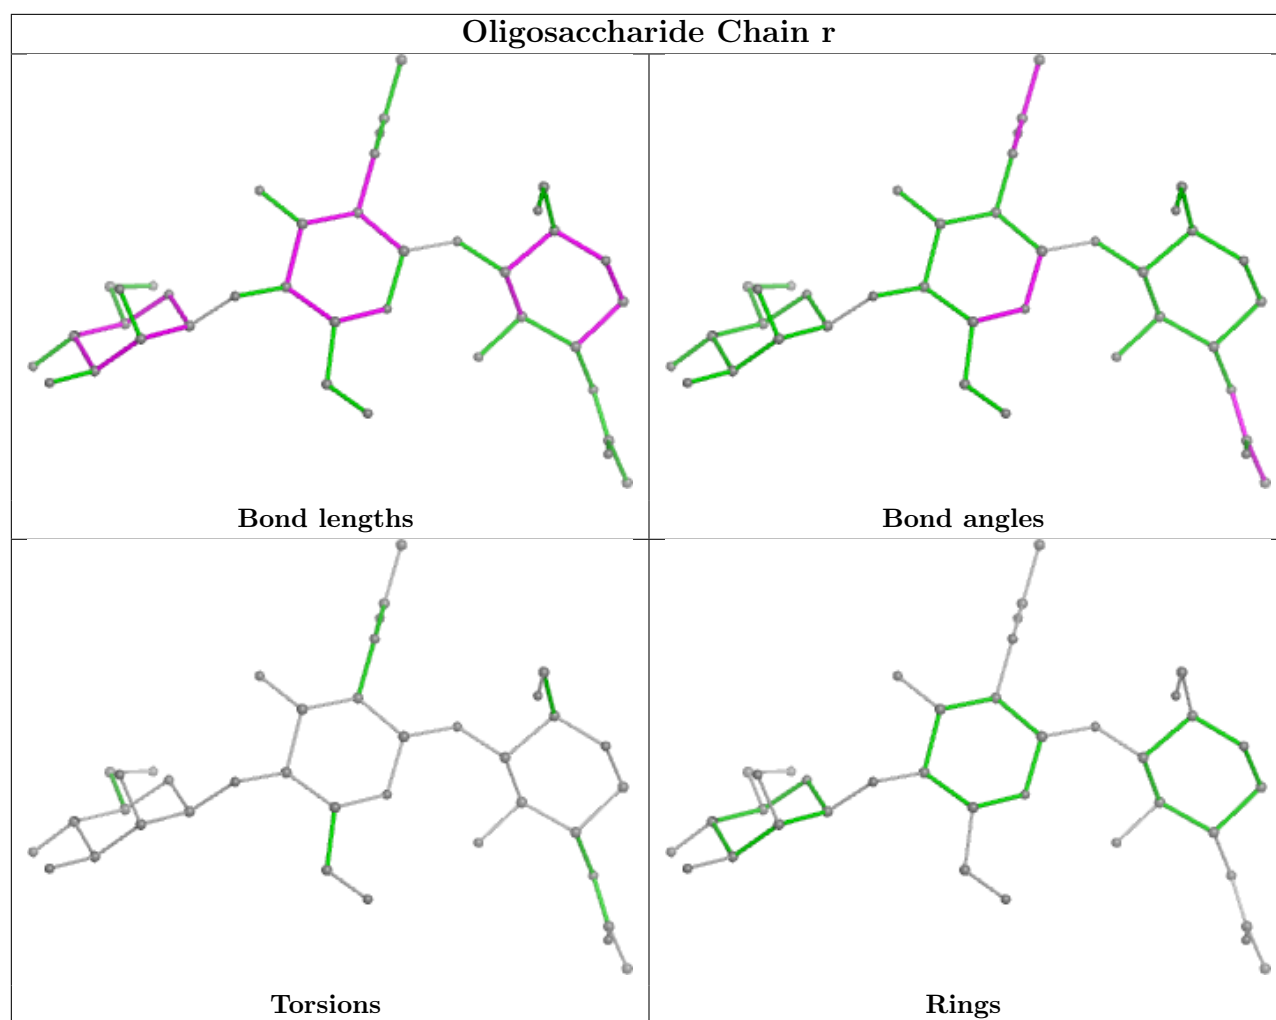 Oligosaccharide Chain r
Bond lengths
Bond angles
Torsions
Rings